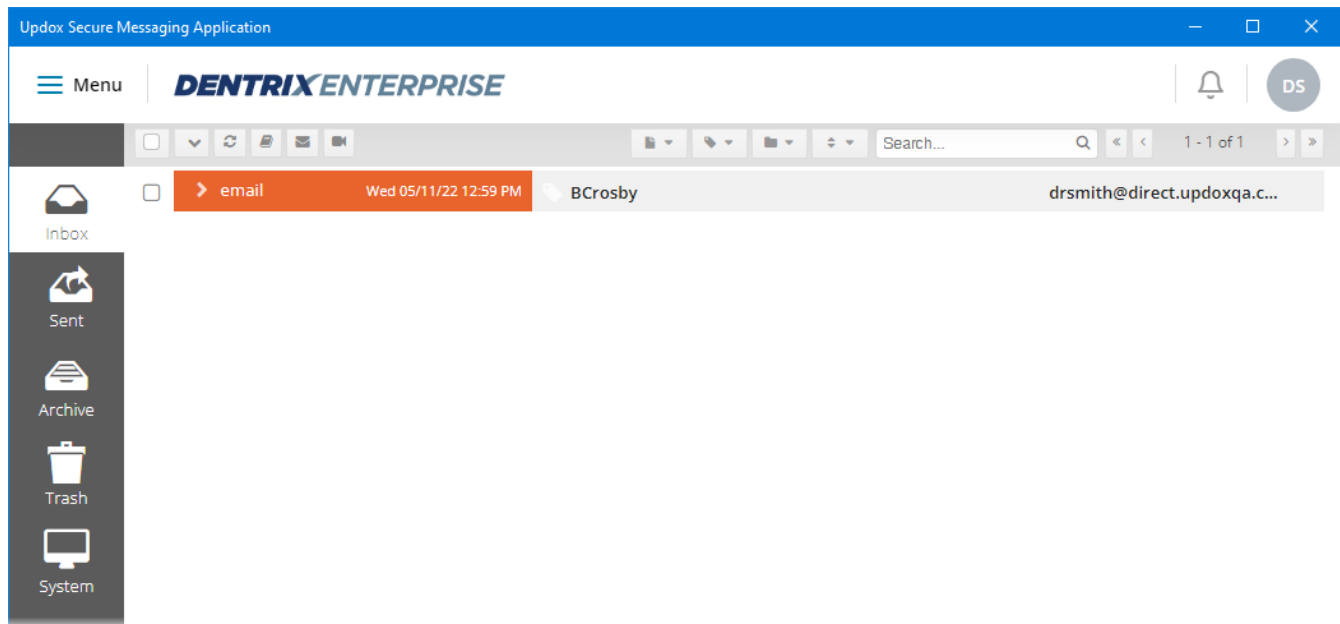 Updox Secure Messaging Application
Menu DENTRIXENTERPRISE DS
Search... 1 - 1 of 1
email Wed 05/11/22 12:59 PM BCrosby drsmith@direct.updoxqa.c...
Inbox
Sent
Archive
Trash
System